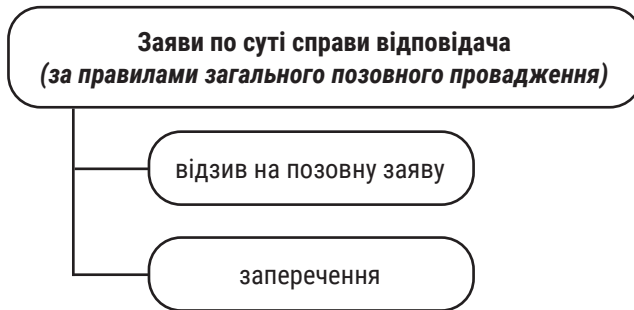 Заяви по суті справи відповідача
(за правилами загального позовного провадження)
відзив на позовну заяву
заперечення